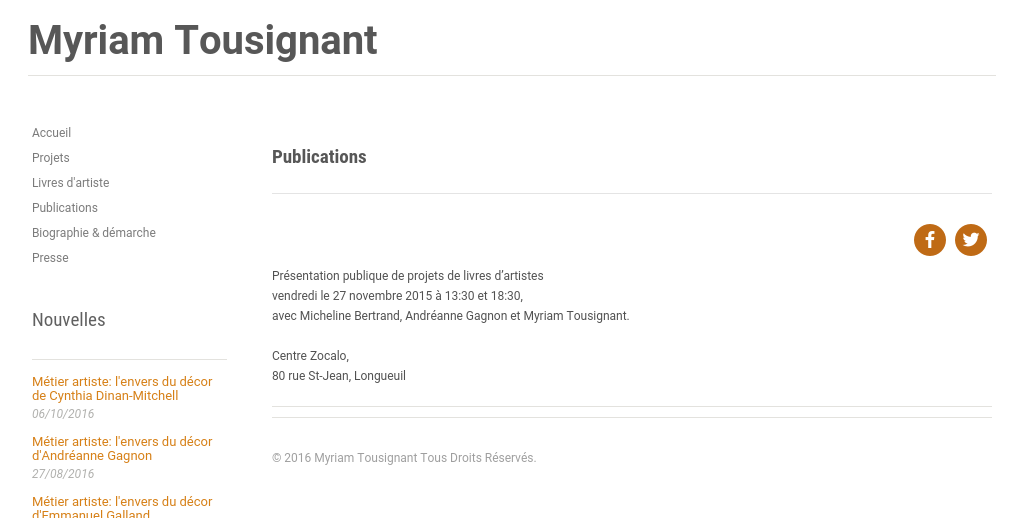 Myriam Tousignant
Accueil
Projets
Livres d'artiste
Publications
Biographie & démarche
Presse
Nouvelles
Métier artiste: l'envers du décor
de Cynthia Dinan-Mitchell
06/10/2016
Métier artiste: l'envers du décor
d'Andréanne Gagnon
27/08/2016
Métier artiste: l'envers du décor
d'Emmanuel Galland
Publications
Présentation publique de projets de livres d'artistes
vendredi le 27 novembre 2015 à 13:30 et 18:30,
avec Micheline Bertrand, Andréanne Gagnon et Myriam Tousignant.
Centre Zocalo,
80 rue St-Jean, Longueuil
© 2016 Myriam Tousignant Tous Droits Réservés.